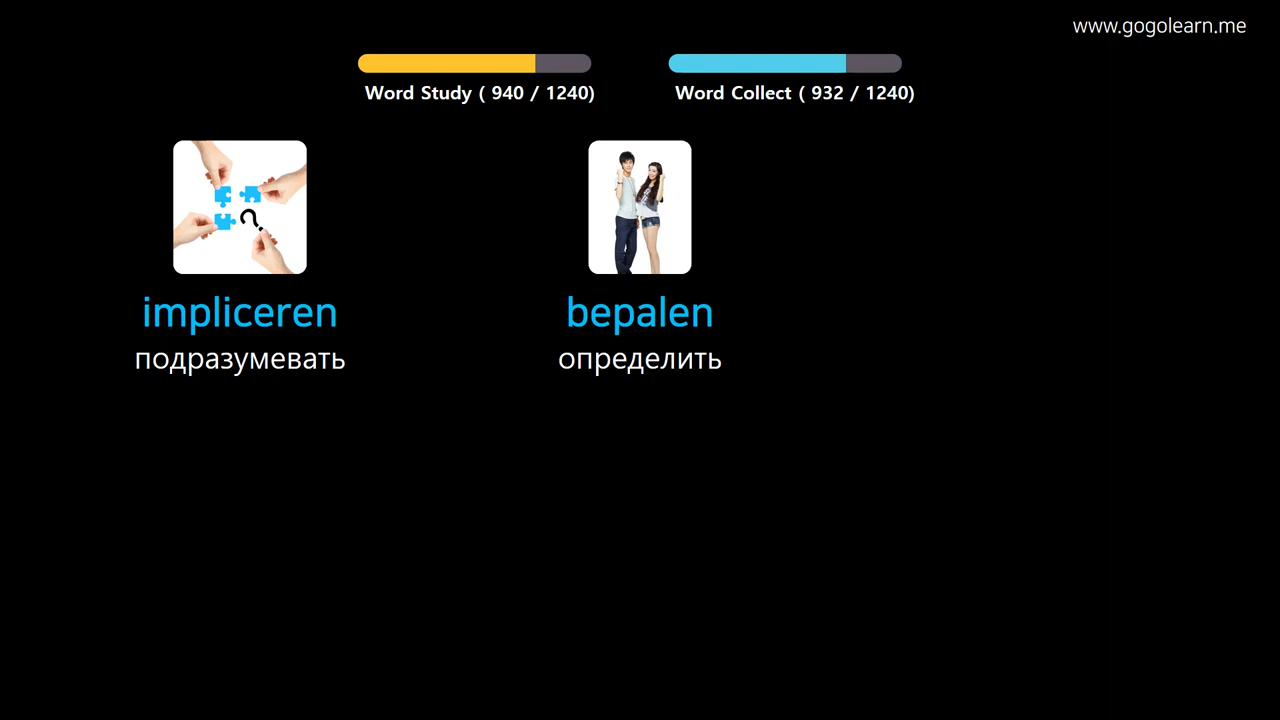 www.gogolearn.me
Word Study ( 940 / 1240)
Word Collect ( 932 / 1240)
impliceren
подразумевать
bepalen
определить